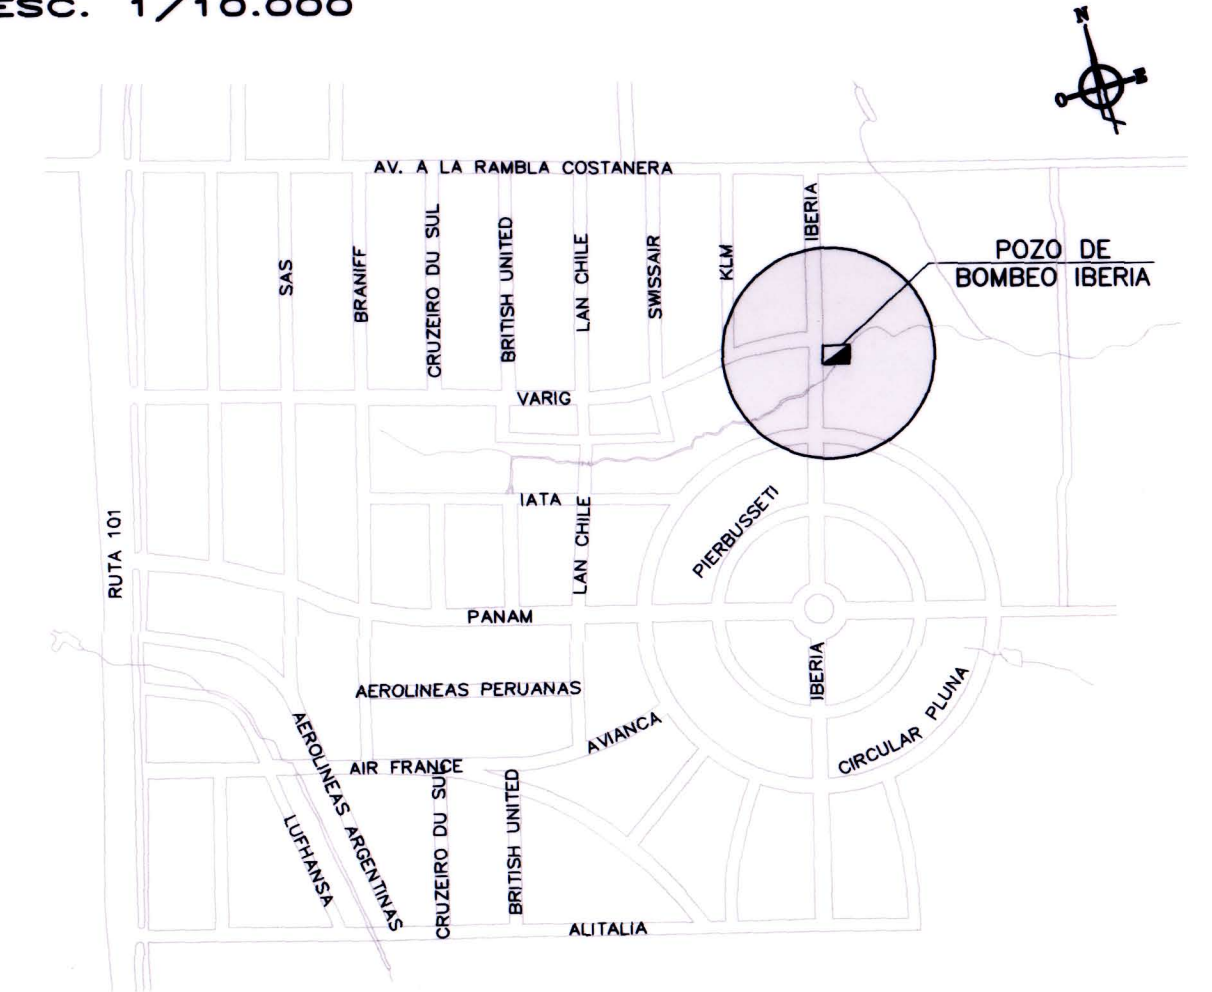 ESC. 1/10.000
N
O
E
AV. A LA RAMBLA COSTANERA
SAS
BRANIFF
CRUZEIRO DU SUL
BRITISH UNITED
LAN CHILE
SWISSAIR
KLM
IBERIA
POZO DE
BOMBEO IBERIA
VARIG
IATA
LAN CHILE
PIERBUSSETI
RUTA 101
PANAM
IBERIA
AEROLINEAS PERUANAS
AVIANCA
CIRCULAR PLUNA
AIR FRANCE
AEROLINEAS ARGENTINAS
LUFHANSA
CRUZEIRO DU SUL
BRITISH UNITED
ALITALIA